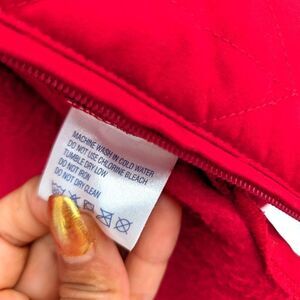 MACHINE WASH IN COLD WATER
DO NOT USE CHLORINE BLEACH
TUMBLE DRY LOW
DO NOT IRON
DO NOT DRY CLEAN